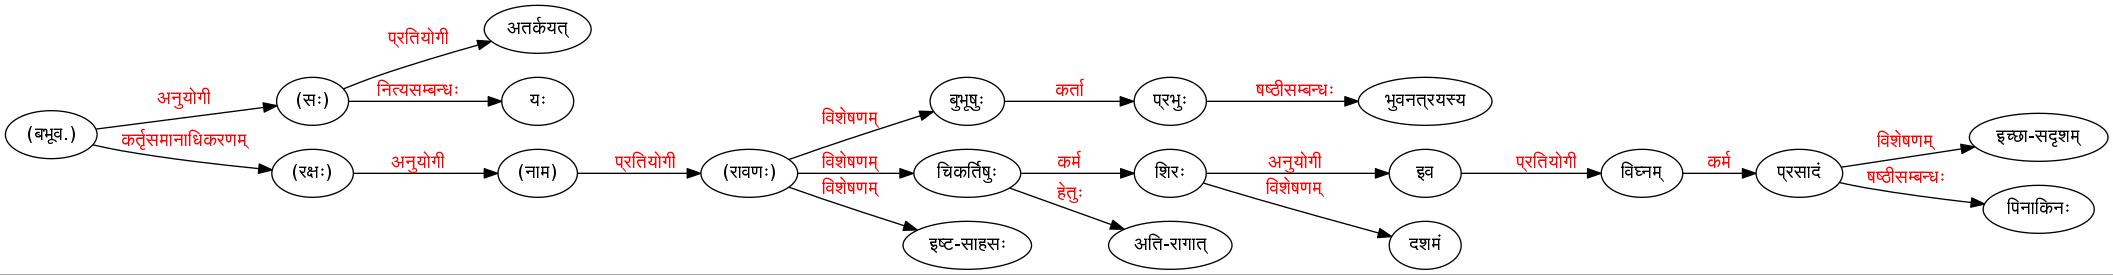 अतर्कयत्
प्रतियोगी
(सः)
नित्यसम्बन्धः
यः
अनुयोगी
(बभूव.)
कर्तृसमानाधिकरणम्
(रक्षः)
अनुयोगी
(नाम)
प्रतियोगी
(रावणः)
विशेषणम्
बुभूषुः
कर्ता
प्रभुः
षष्ठीसम्बन्धः
भुवनत्रयस्य
विशेषणम्
चिकर्तिषुः
कर्म
शिरः
अनुयोगी
इव
प्रतियोगी
विघ्नम्
कर्म
प्रसादं
विशेषणम्
इच्छा-सदृशम्
षष्ठीसम्बन्धः
पिनाकिनः
विशेषणम्
दशमं
हेतुः
अति-रागात्
विशेषणम्
इष्ट-साहसः